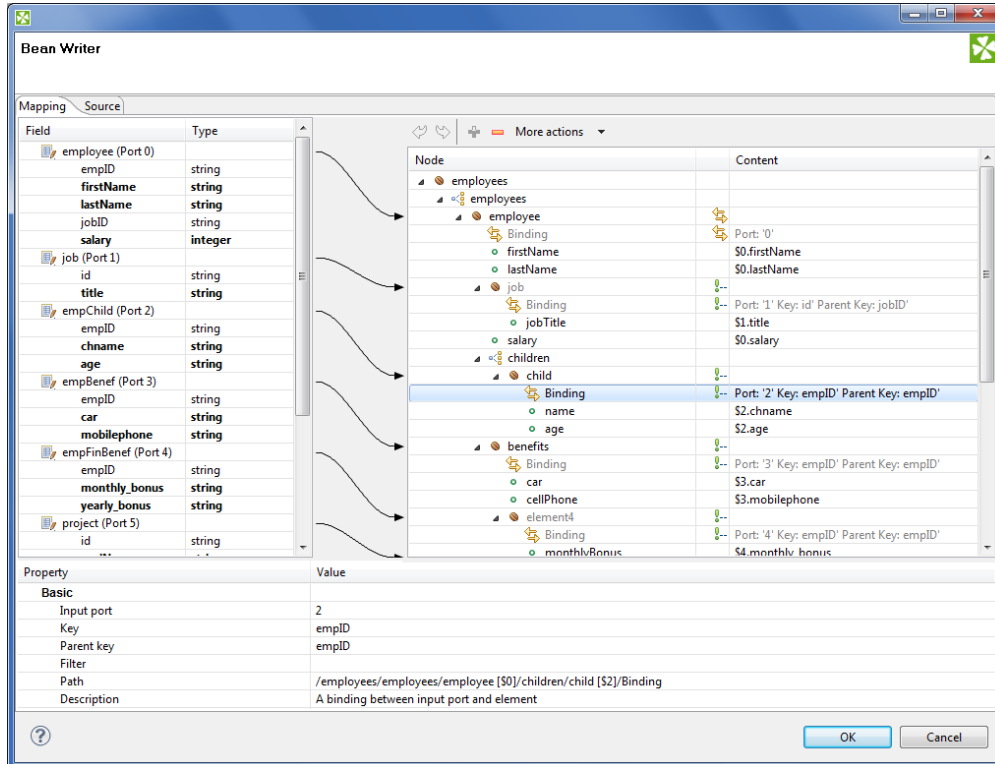 Bean Writer
Mapping Source
Field Type
employee (Port 0)
empID string
firstName string
lastName string
jobID string
salary integer
job (Port 1)
id string
title string
empChild (Port 2)
empID string
chname string
age string
empBenef (Port 3)
empID string
car string
mobilephone string
empFinBenef (Port 4)
empID string
monthly_bonus string
yearly_bonus string
project (Port 5)
id string
More actions
Node Content
employees
employees
employee
Binding Port: '0'
firstName $0.firstName
lastName $0.lastName
job
Binding Port: '1' Key: id' Parent Key: jobID'
jobTitle $1.title
salary $0.salary
children
child
Binding Port: '2' Key: empID' Parent Key: empID'
name $2.chname
age $2.age
benefits
Binding Port: '3' Key: empID' Parent Key: empID'
car $3.car
cellPhone $3.mobilephone
element4
Binding Port: '4' Key: empID' Parent Key: empID'
monthlyBonus $4.monthly_bonus
Property Value
Basic
Input port 2
Key empID
Parent key empID
Filter
Path /employees/employees/employee [$0]/children/child [$2]/Binding
Description A binding between input port and element
? OK Cancel